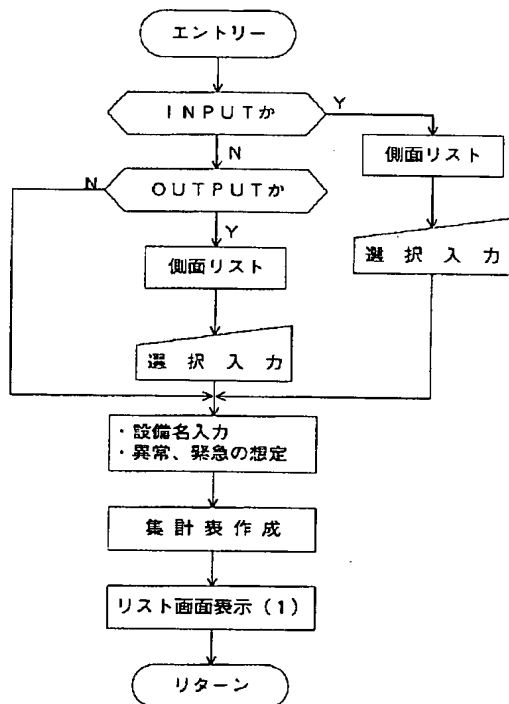 エントリー
INPUTか
Y
N
側面リスト
N
OUTPUTか
Y
側面リスト
選択入力
選択入力
・設備名入力
・異常、緊急の想定
集計表作成
リスト画面表示(1)
リターン